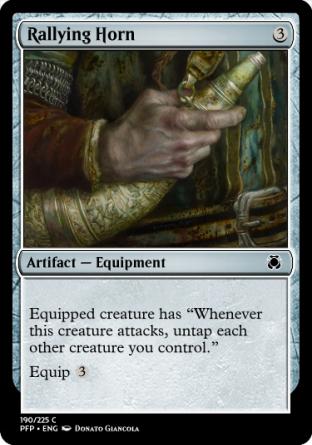 Rallying Horn 3
Artifact — Equipment
Equipped creature has “Whenever
this creature attacks, untap each
other creature you control.”
Equip 3
190/225 C
PFP • ENG Donato Giancola